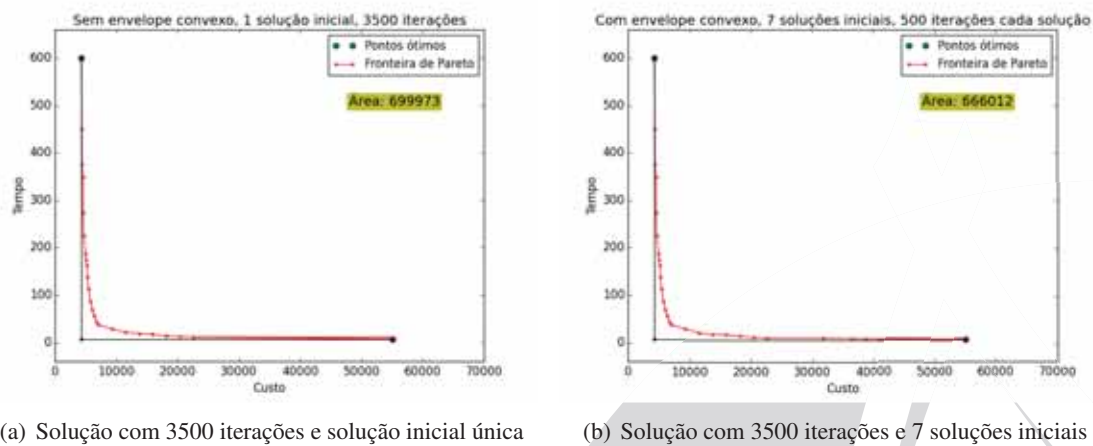 Sem envelope convexo, 1 solução inicial, 3500 iterações
Pontos ótimos
Fronteira de Pareto
Área: 699973
600
500
400
300
200
100
0
Tempo
0 10000 20000 30000 40000 50000 60000 70000
Custo
(a) Solução com 3500 iterações e solução inicial única
Com envelope convexo, 7 soluções iniciais, 500 iterações cada solução
Pontos ótimos
Fronteira de Pareto
Área: 666012
600
500
400
300
200
100
0
Tempo
0 10000 20000 30000 40000 50000 60000 70000
Custo
(b) Solução com 3500 iterações e 7 soluções iniciais